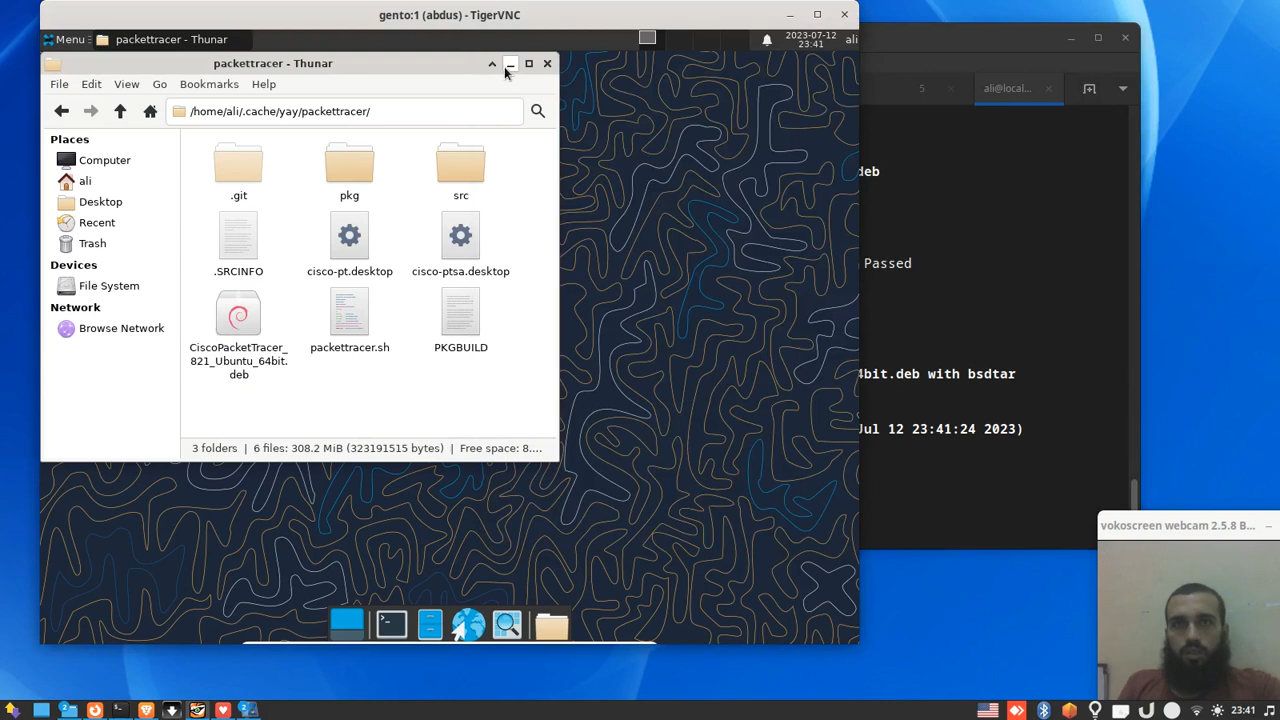 gento:1 (abdus) - TigerVNC
Menu
packettracer - Thunar
2023-07-12
23:41
ali
packettracer - Thunar
File Edit View Go Bookmarks Help
/home/ali/.cache/yay/packettracer/
Places
Computer
ali
Desktop
Recent
Trash
Devices
File System
Network
Browse Network
.git
pkg
src
.SRCINFO
cisco-pt.desktop
cisco-ptsa.desktop
CiscoPacketTracer_
821_Ubuntu_64bit.
deb
packettracer.sh
PKGBUILD
3 folders | 6 files: 308.2 MiB (323191515 bytes) | Free space: 8....
5
ali@local...
deb
Passed
4bit.deb with bsdtar
Jul 12 23:41:24 2023)
vokoscreen webcam 2.5.8 B...
2
2
23:41